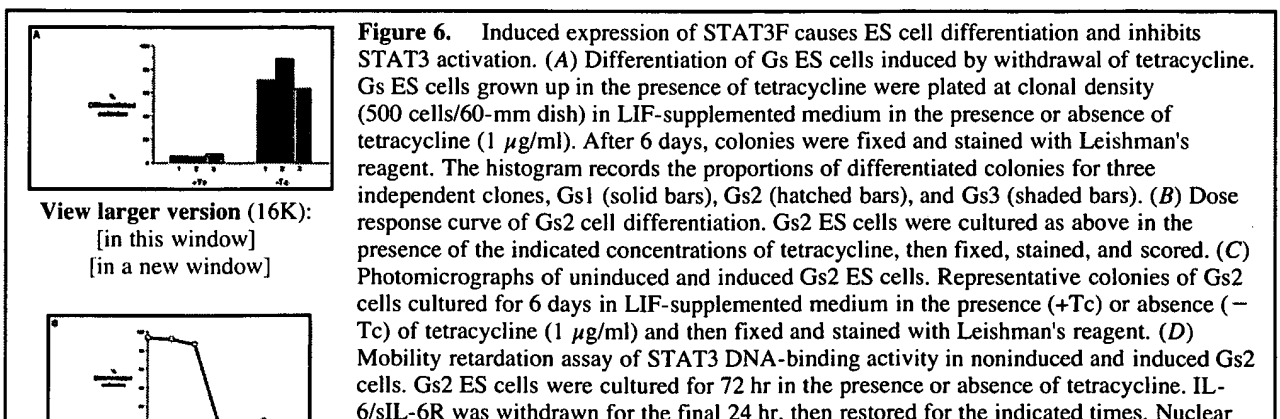 A
Figure 6. Induced expression of STAT3F causes ES cell differentiation and inhibits
STAT3 activation. (A) Differentiation of Gs ES cells induced by withdrawal of tetracycline.
Gs ES cells grown up in the presence of tetracycline were plated at clonal density
(500 cells/60-mm dish) in LIF-supplemented medium in the presence or absence of
tetracycline (1 μg/ml). After 6 days, colonies were fixed and stained with Leishman's
reagent. The histogram records the proportions of differentiated colonies for three
independent clones, Gs1 (solid bars), Gs2 (hatched bars), and Gs3 (shaded bars). (B) Dose
response curve of Gs2 cell differentiation. Gs2 ES cells were cultured as above in the
presence of the indicated concentrations of tetracycline, then fixed, stained, and scored. (C)
Photomicrographs of uninduced and induced Gs2 ES cells. Representative colonies of Gs2
cells cultured for 6 days in LIF-supplemented medium in the presence (+Tc) or absence (−
Tc) of tetracycline (1 μg/ml) and then fixed and stained with Leishman's reagent. (D)
Mobility retardation assay of STAT3 DNA-binding activity in noninduced and induced Gs2
cells. Gs2 ES cells were cultured for 72 hr in the presence or absence of tetracycline. IL-
6/sIL-6R was withdrawn for the final 24 hr, then restored for the indicated times. Nuclear
%
1 2 3
+Tc
-Tc
View larger version (16K):
[in this window]
[in a new window]
%